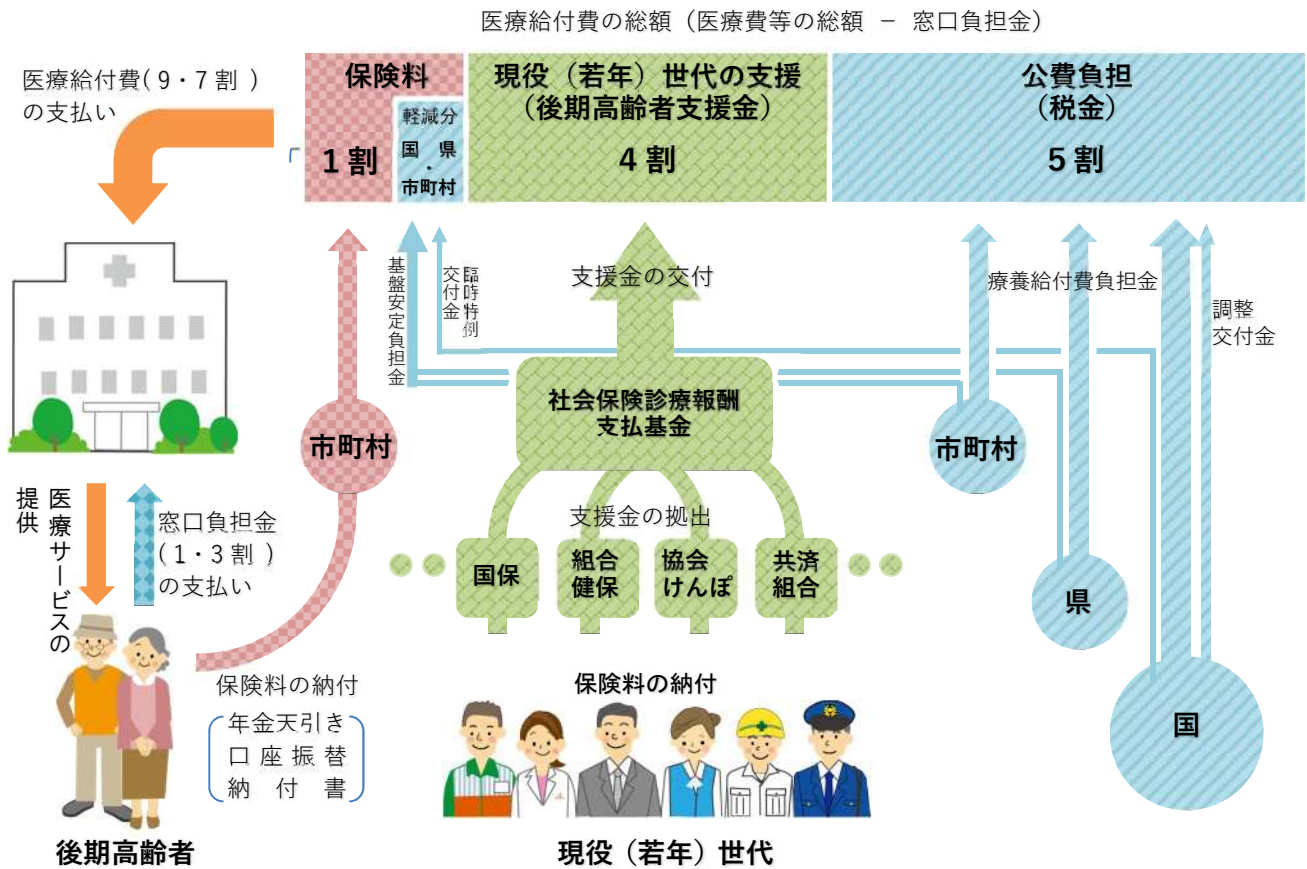 医療給付費の総額（医療費等の総額 － 窓口負担金）
医療給付費(9・7割)
の支払い
保険料
1割
軽減分
国 県
・
市町村
現役（若年）世代の支援
（後期高齢者支援金）
4割
公費負担
（税金）
5割
基盤安定負担金
臨時特例
交付金
支援金の交付
療養給付費負担金
調整
交付金
社会保険診療報酬
支払基金
市町村
市町村
医療サービスの
提供
窓口負担金
(1・3割)
の支払い
支援金の拠出
国保
組合
健保
協会
けんぽ
共済
組合
県
国
保険料の納付
年金天引き
口座振替
納付書
保険料の納付
後期高齢者
現役（若年）世代